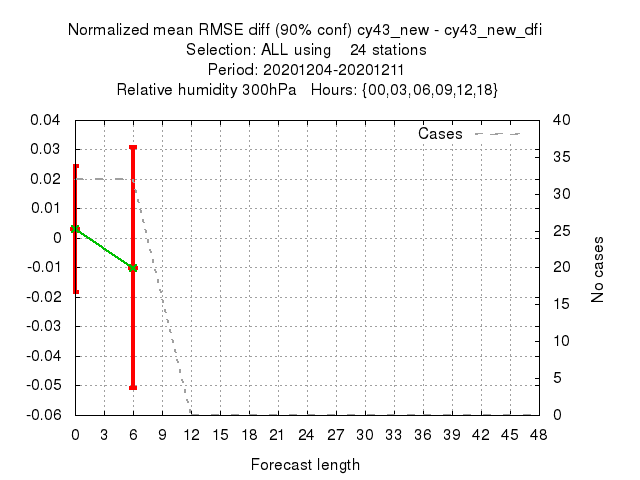 Normalized mean RMSE diff (90% conf) cy43_new - cy43_new_dfi
Selection: ALL using    24 stations
Period: 20201204-20201211
Relative humidity 300hPa   Hours: {00,03,06,09,12,18}
Cases
0.04
0.03
0.02
0.01
0
-0.01
-0.02
-0.03
-0.04
-0.05
-0.06
40
35
30
25
20
15
10
5
0
No cases
0 3 6 9 12 15 18 21 24 27 30 33 36 39 42 45 48
Forecast length